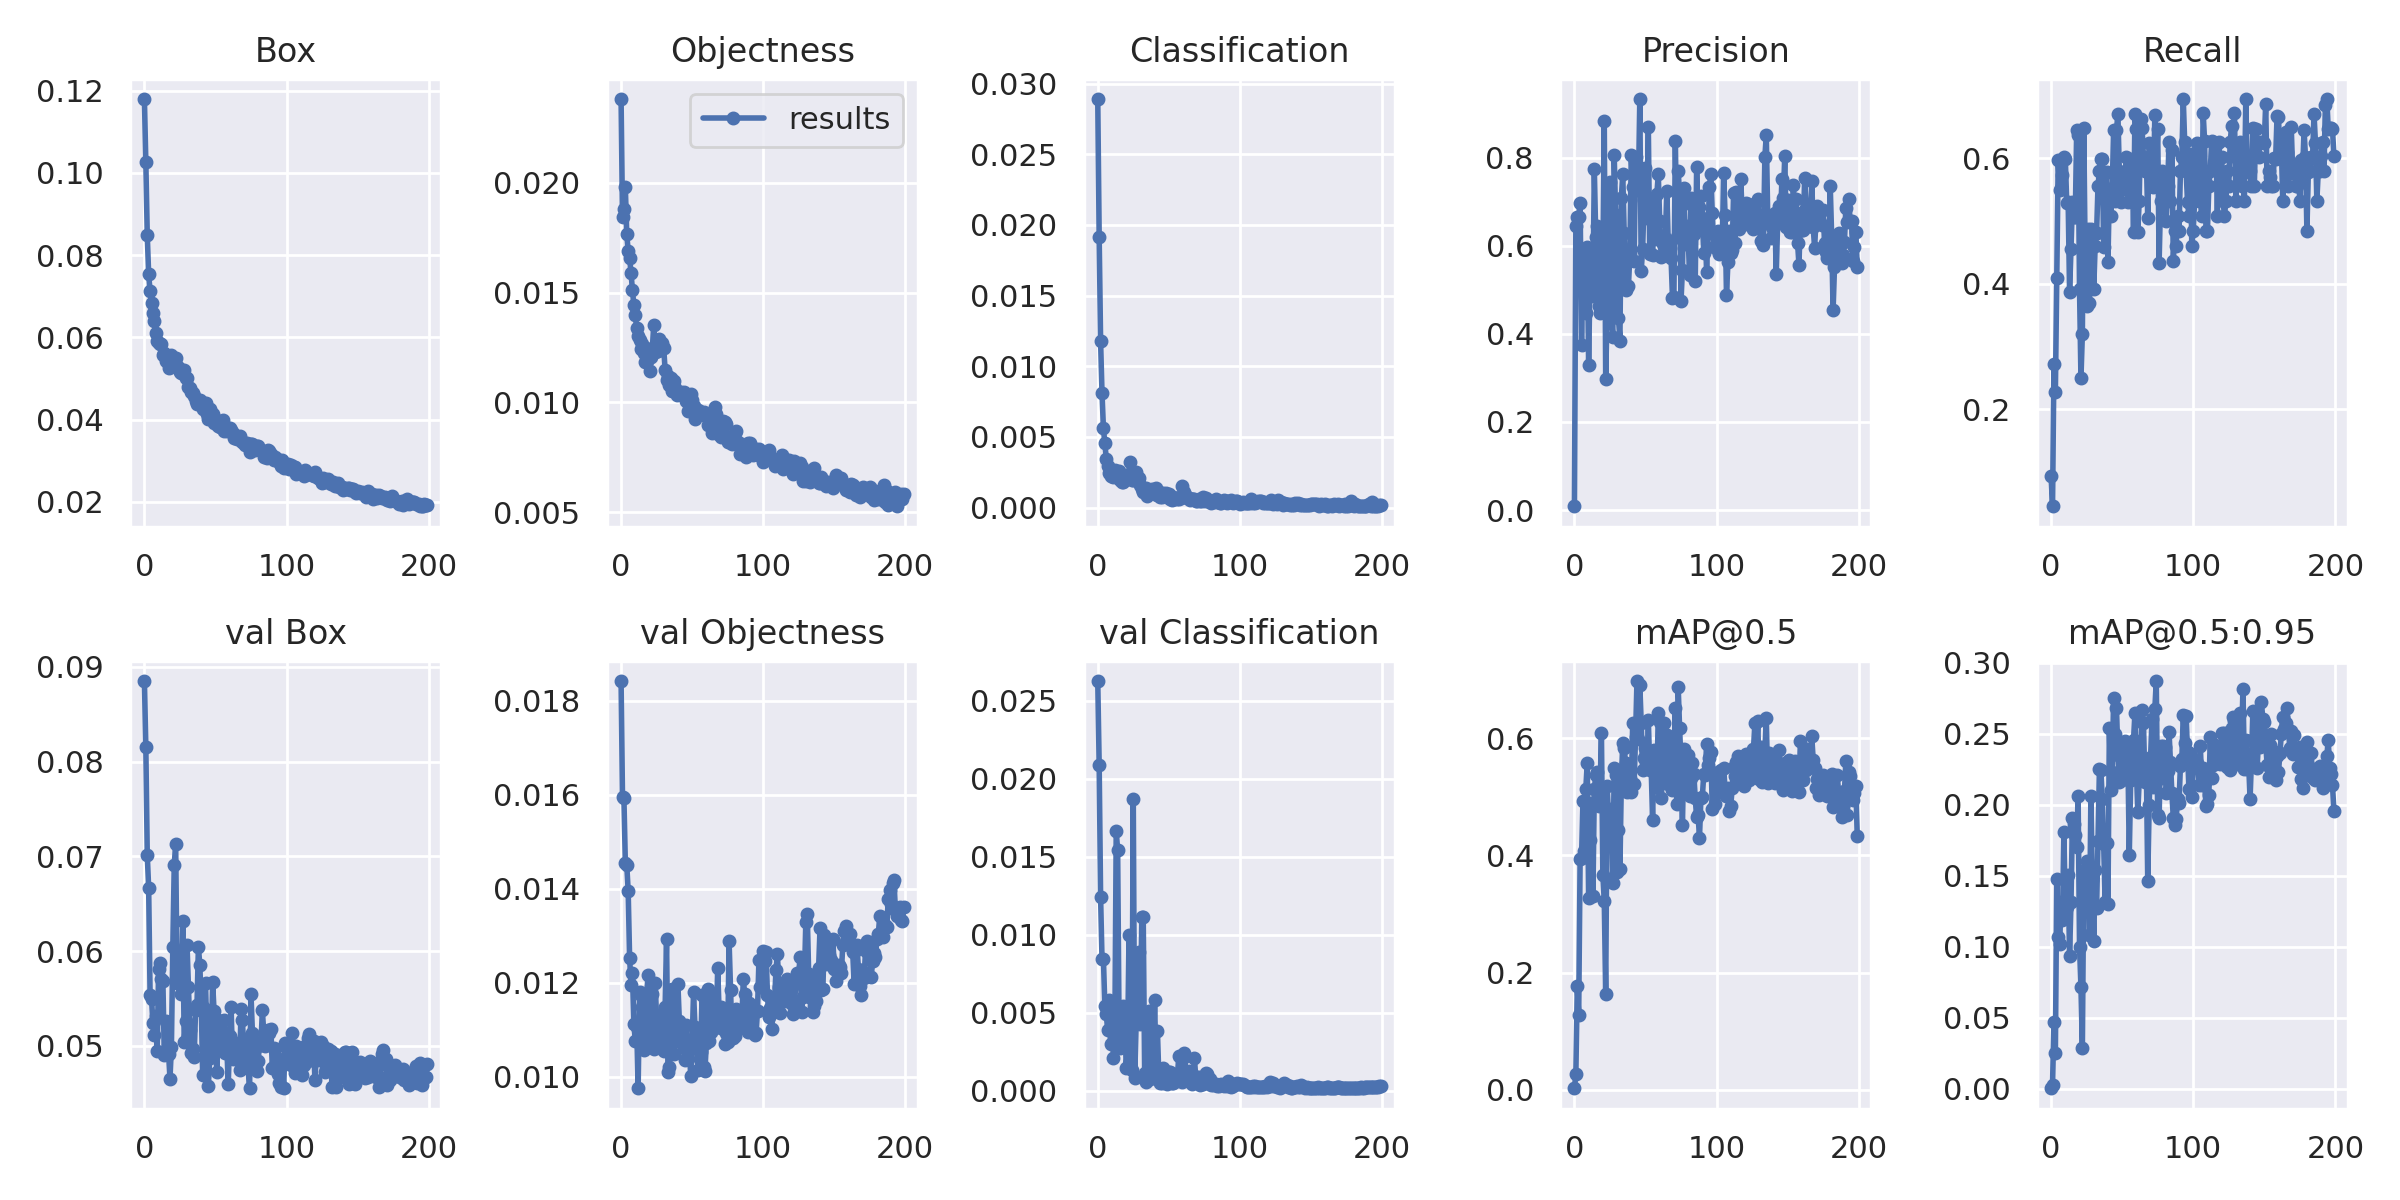 Box
0.12
0.10
0.08
0.06
0.04
0.02
0 100 200
Objectness
results
0.020
0.015
0.010
0.005
0 100 200
Classification
0.030
0.025
0.020
0.015
0.010
0.005
0.000
0 100 200
Precision
0.8
0.6
0.4
0.2
0.0
0 100 200
Recall
0.6
0.4
0.2
0 100 200
val Box
0.09
0.08
0.07
0.06
0.05
0 100 200
val Objectness
0.018
0.016
0.014
0.012
0.010
0 100 200
val Classification
0.025
0.020
0.015
0.010
0.005
0.000
0 100 200
mAP@0.5
0.6
0.4
0.2
0.0
0 100 200
mAP@0.5:0.95
0.30
0.25
0.20
0.15
0.10
0.05
0.00
0 100 200